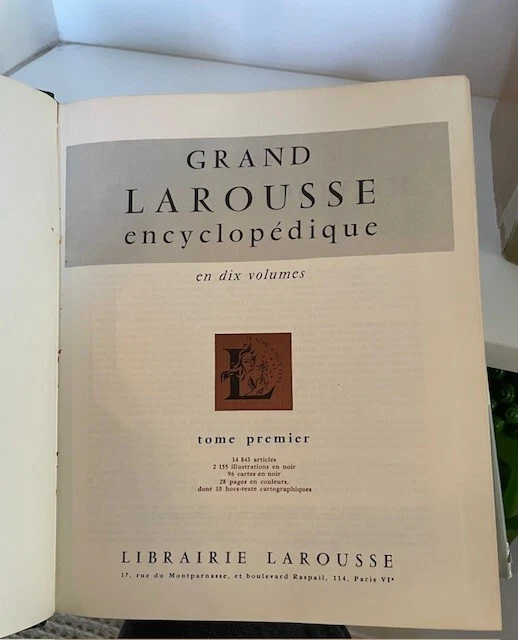 GRAND
LAROUSSE
encyclopédique
en dix volumes
L
tome premier
14 845 articles
2 155 illustrations en noir
96 cartes en noir
28 pages en couleurs,
dont 10 hors-texte cartographiques
LIBRAIRIE LAROUSSE
17, rue du Montparnasse, et boulevard Raspail, 114, Paris VIᵉ